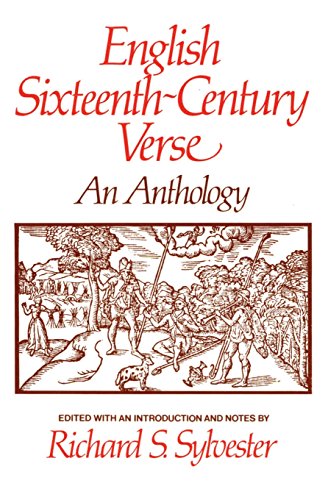 English
Sixteenth-Century
Verse
An Anthology
EDITED WITH AN INTRODUCTION AND NOTES BY
Richard S. Sylvester